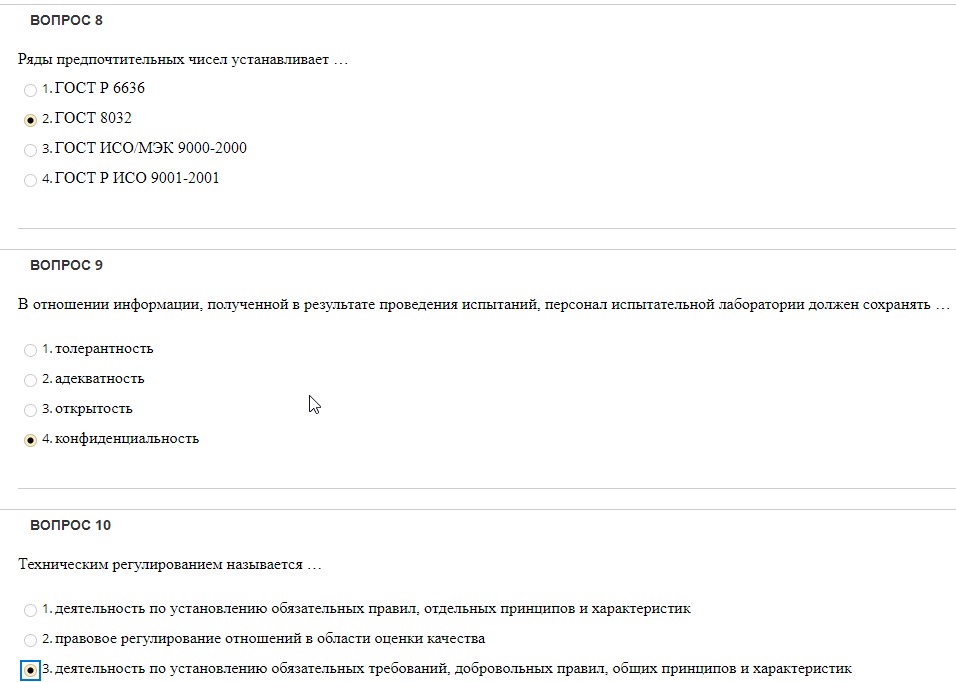 ВОПРОС 8
Ряды предпочтительных чисел устанавливает …
1. ГОСТ Р 6636
2. ГОСТ 8032
3. ГОСТ ИСО/МЭК 9000-2000
4. ГОСТ Р ИСО 9001-2001
ВОПРОС 9
В отношении информации, полученной в результате проведения испытаний, персонал испытательной лаборатории должен сохранять …
1. толерантность
2. адекватность
3. открытость
4. конфиденциальность
ВОПРОС 10
Техническим регулированием называется …
1. деятельность по установлению обязательных правил, отдельных принципов и характеристик
2. правовое регулирование отношений в области оценки качества
3. деятельность по установлению обязательных требований, добровольных правил, общих принципов и характеристик